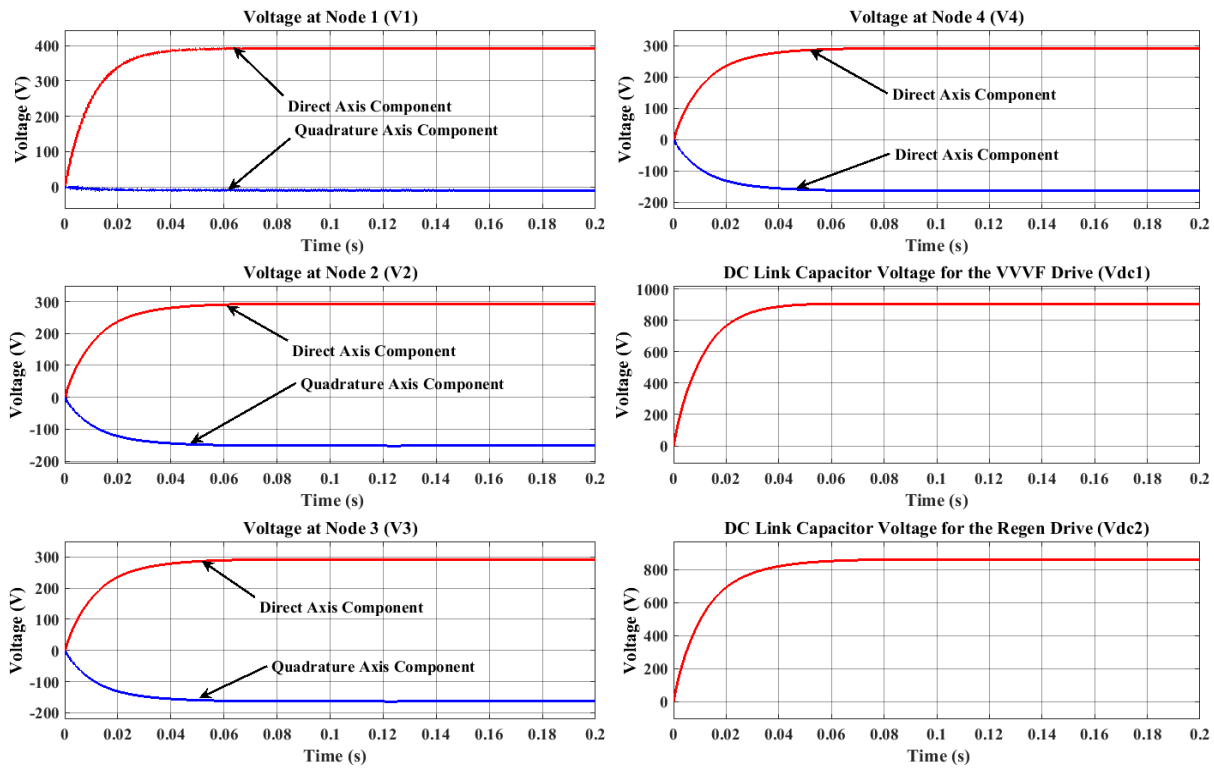 Voltage at Node 1 (V1)
Voltage (V)
400
300
200
100
0
Direct Axis Component
Quadrature Axis Component
0 0.02 0.04 0.06 0.08 0.1 0.12 0.14 0.16 0.18 0.2
Time (s)
Voltage at Node 2 (V2)
Voltage (V)
300
200
100
0
-100
-200
Direct Axis Component
Quadrature Axis Component
0 0.02 0.04 0.06 0.08 0.1 0.12 0.14 0.16 0.18 0.2
Time (s)
Voltage at Node 3 (V3)
Voltage (V)
300
200
100
0
-100
-200
Direct Axis Component
Quadrature Axis Component
0 0.02 0.04 0.06 0.08 0.1 0.12 0.14 0.16 0.18 0.2
Time (s)
Voltage at Node 4 (V4)
Voltage (V)
300
200
100
0
-100
-200
Direct Axis Component
Direct Axis Component
0 0.02 0.04 0.06 0.08 0.1 0.12 0.14 0.16 0.18 0.2
Time (s)
DC Link Capacitor Voltage for the VVVF Drive (Vdc1)
Voltage (V)
1000
800
600
400
200
0
0 0.02 0.04 0.06 0.08 0.1 0.12 0.14 0.16 0.18 0.2
Time (s)
DC Link Capacitor Voltage for the Regen Drive (Vdc2)
Voltage (V)
800
600
400
200
0
0 0.02 0.04 0.06 0.08 0.1 0.12 0.14 0.16 0.18 0.2
Time (s)